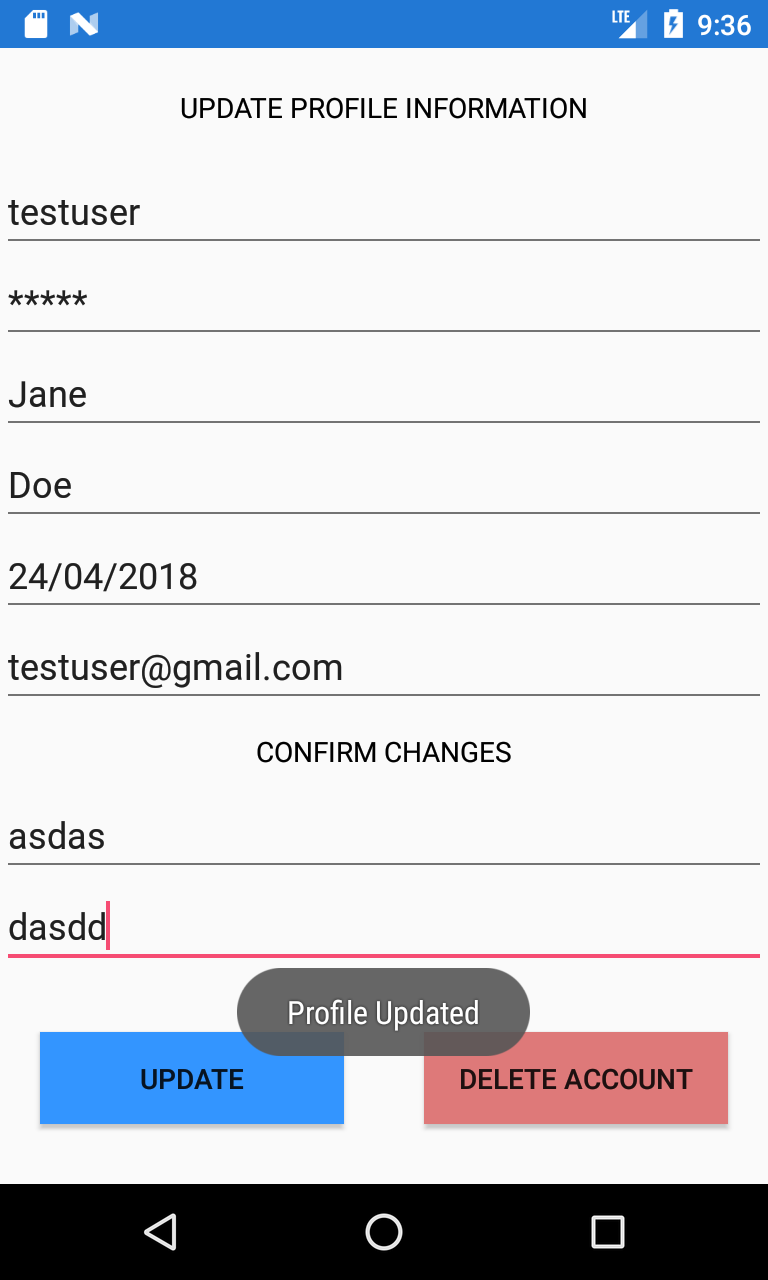 LTE 9:36
UPDATE PROFILE INFORMATION
testuser
*****
Jane
Doe
24/04/2018
testuser@gmail.com
CONFIRM CHANGES
asdas
dasdd
Profile Updated
UPDATE DELETE ACCOUNT